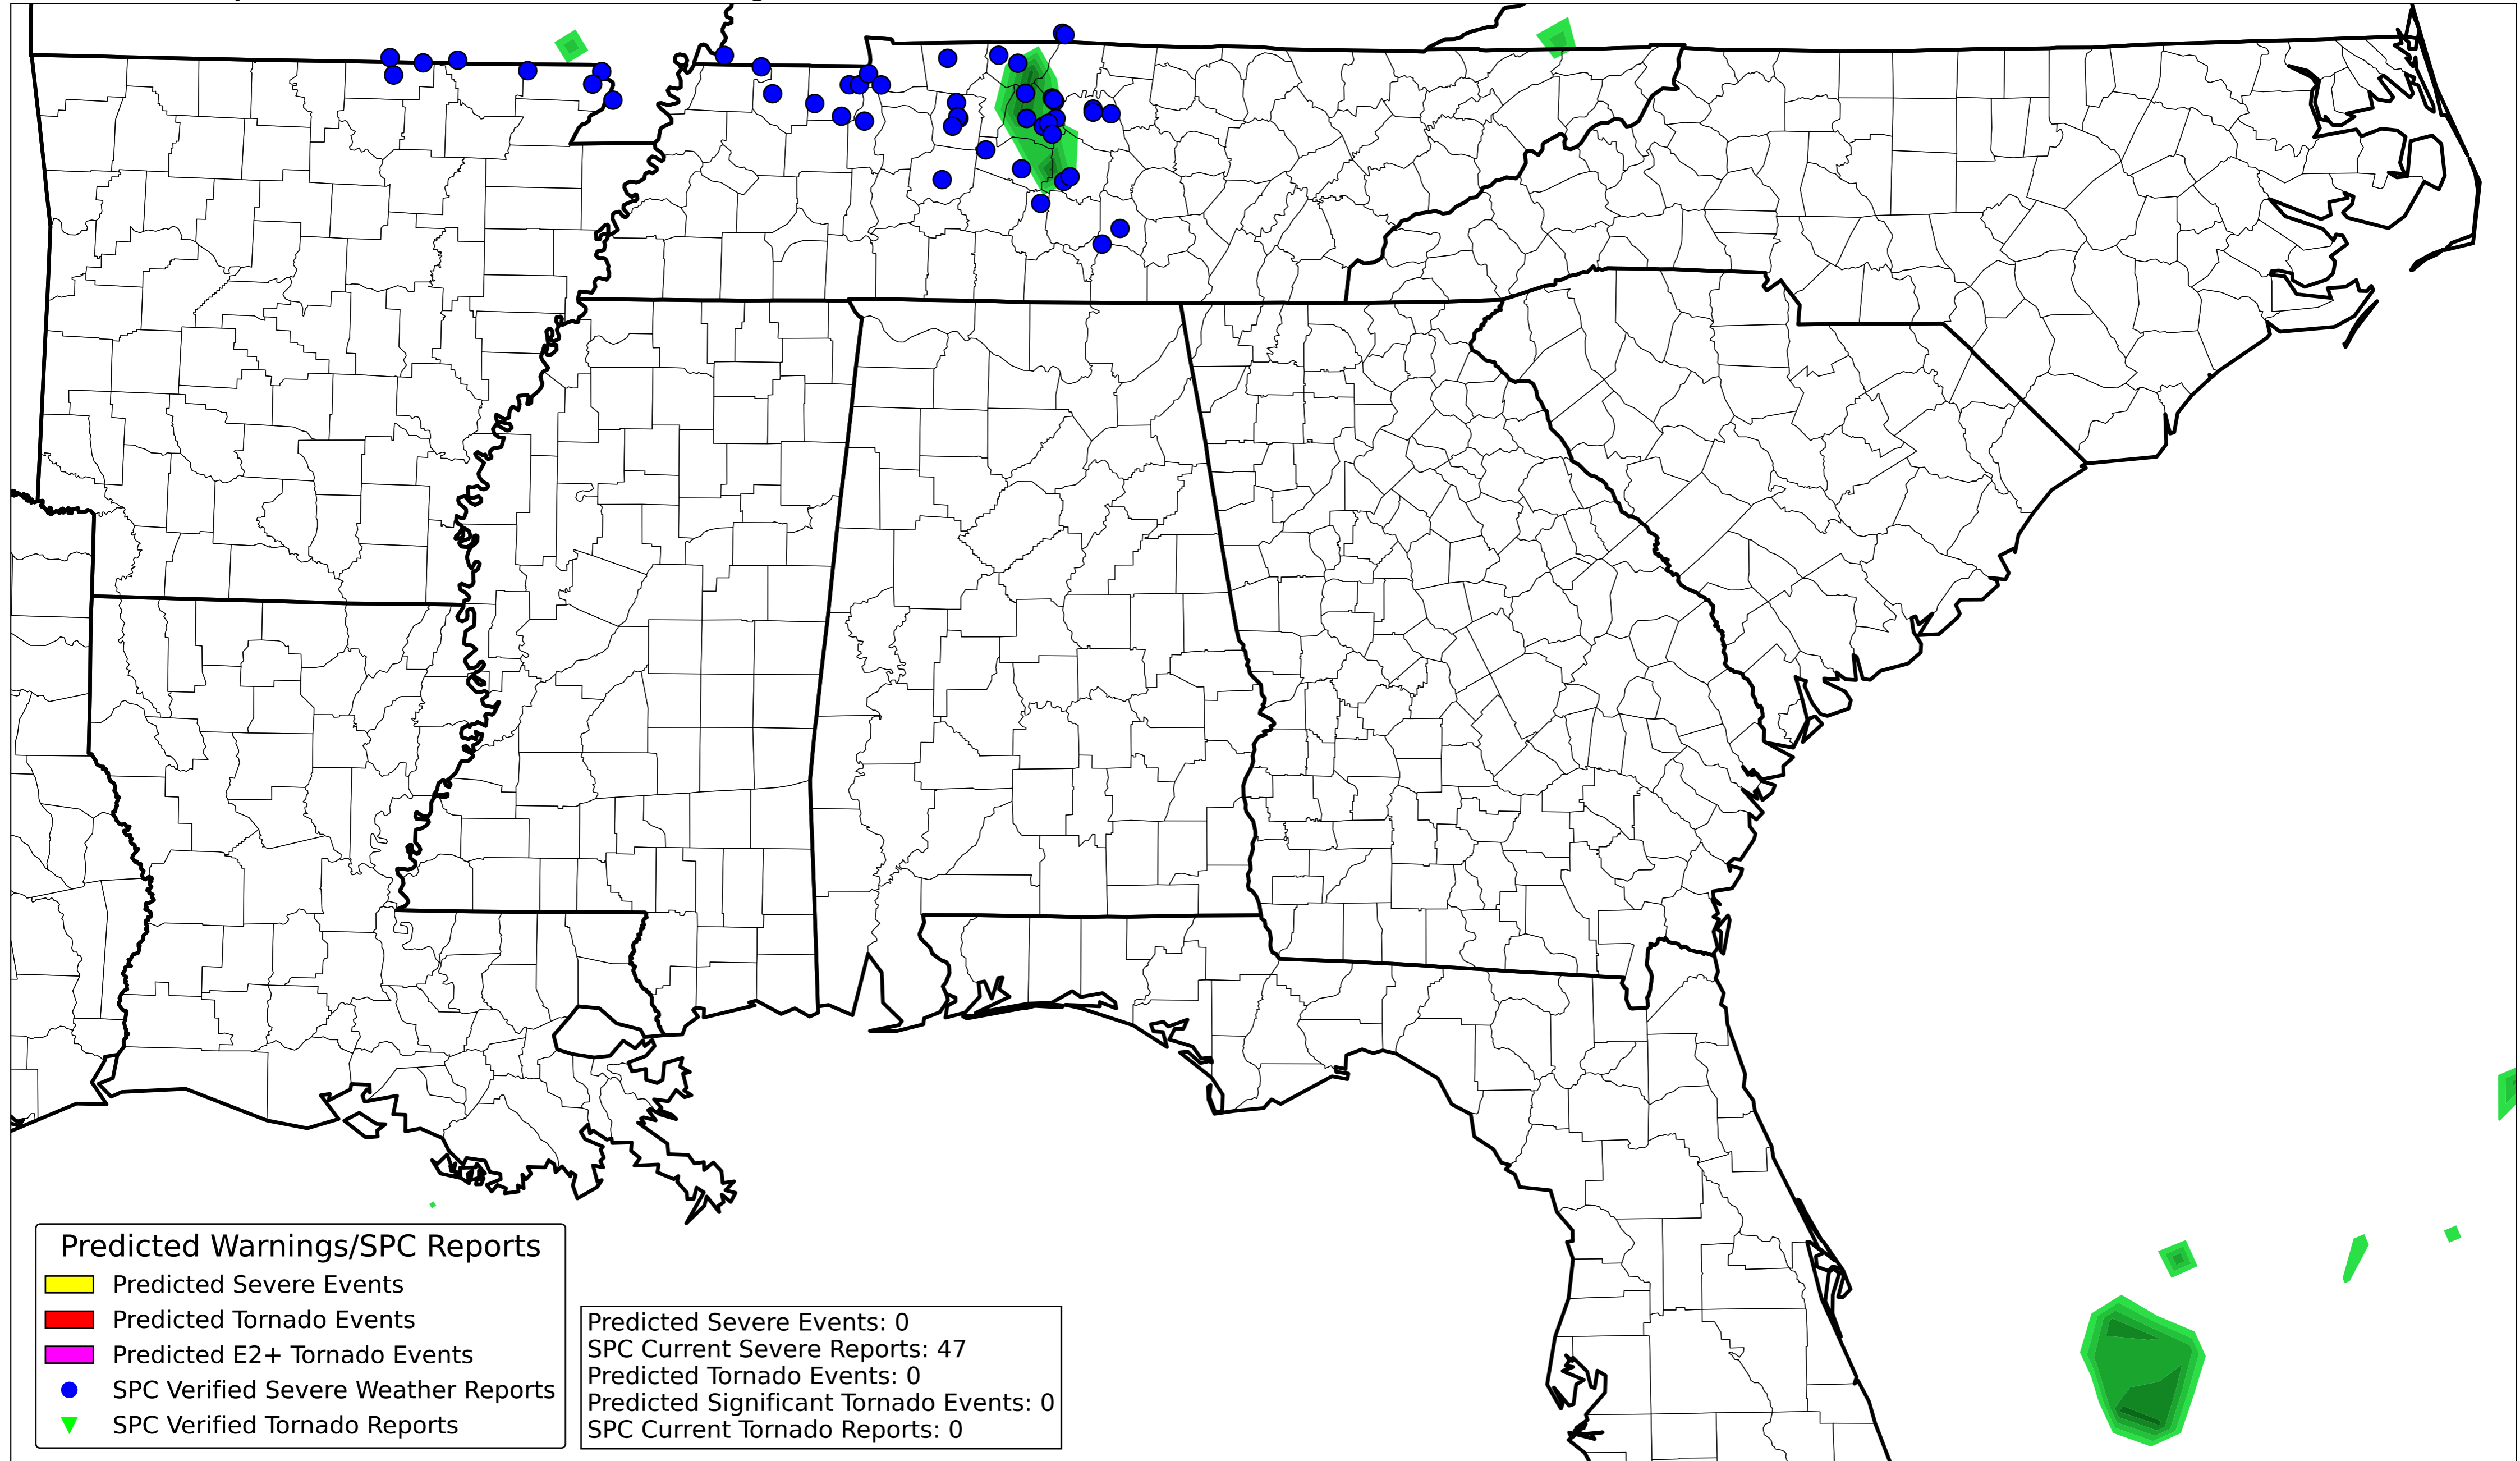 Predicted Warnings/SPC Reports
Predicted Severe Events
Predicted Tornado Events
Predicted E2+ Tornado Events
SPC Verified Severe Weather Reports
SPC Verified Tornado Reports
Predicted Severe Events: 0
SPC Current Severe Reports: 47
Predicted Tornado Events: 0
Predicted Significant Tornado Events: 0
SPC Current Tornado Reports: 0